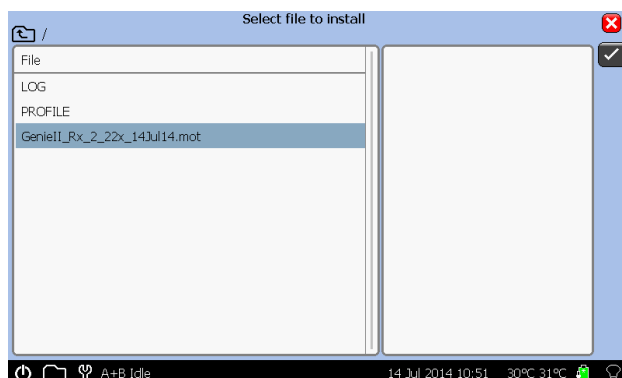 Select file to install
/
File
LOG
PROFILE
GenieII_Rx_2_22x_14Jul14.mot
A+B Idle 14 Jul 2014 10:51 30°C 31°C